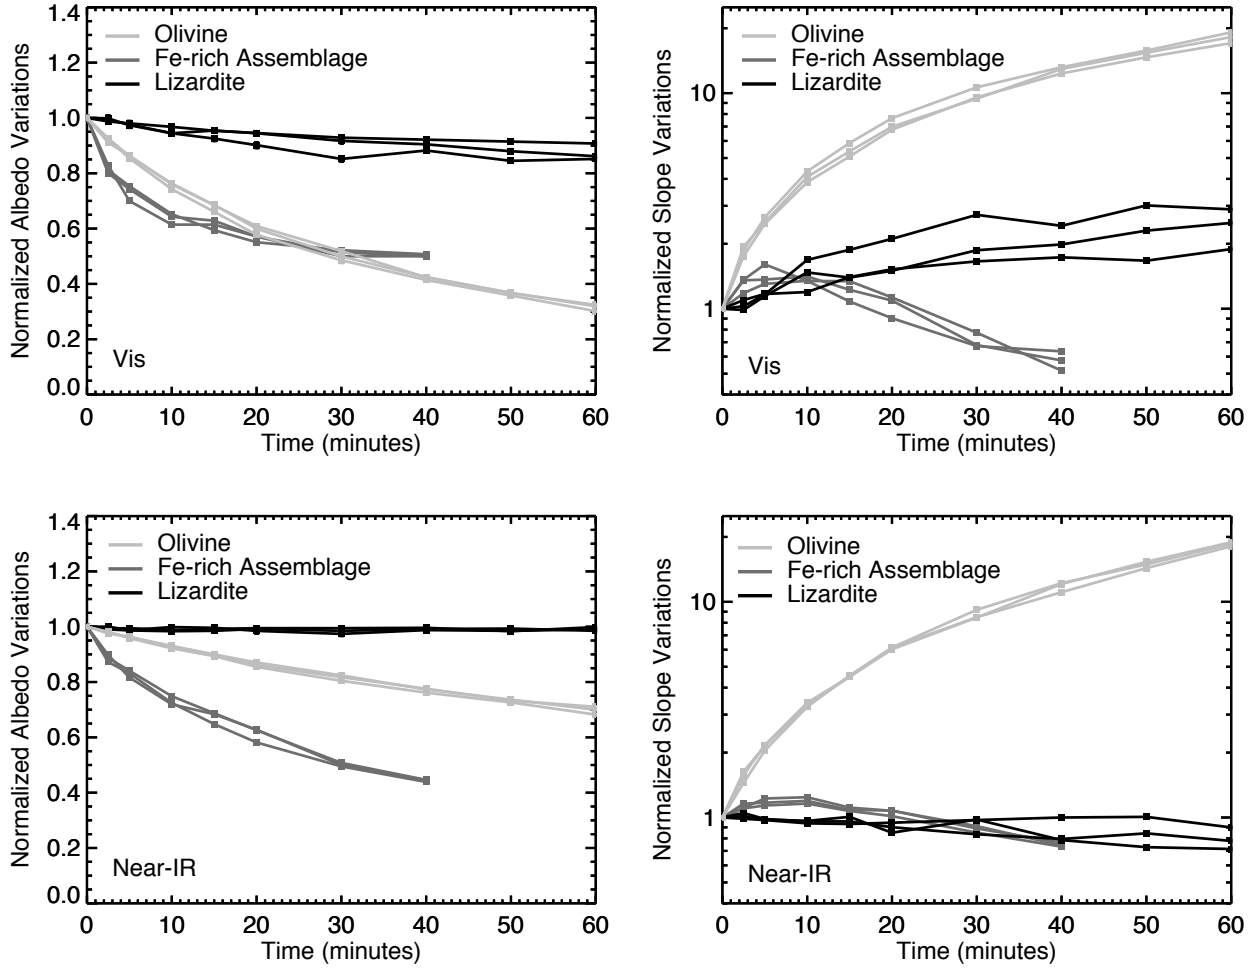 Normalized Albedo Variations
1.4
1.2
1.0
0.8
0.6
0.4
0.2
0.0
Olivine
Fe-rich Assemblage
Lizardite
Vis
0 10 20 30 40 50 60
Time (minutes)
Normalized Slope Variations
10
1
Olivine
Fe-rich Assemblage
Lizardite
Vis
0 10 20 30 40 50 60
Time (minutes)
Normalized Albedo Variations
1.4
1.2
1.0
0.8
0.6
0.4
0.2
0.0
Olivine
Fe-rich Assemblage
Lizardite
Near-IR
0 10 20 30 40 50 60
Time (minutes)
Normalized Slope Variations
10
1
Olivine
Fe-rich Assemblage
Lizardite
Near-IR
0 10 20 30 40 50 60
Time (minutes)